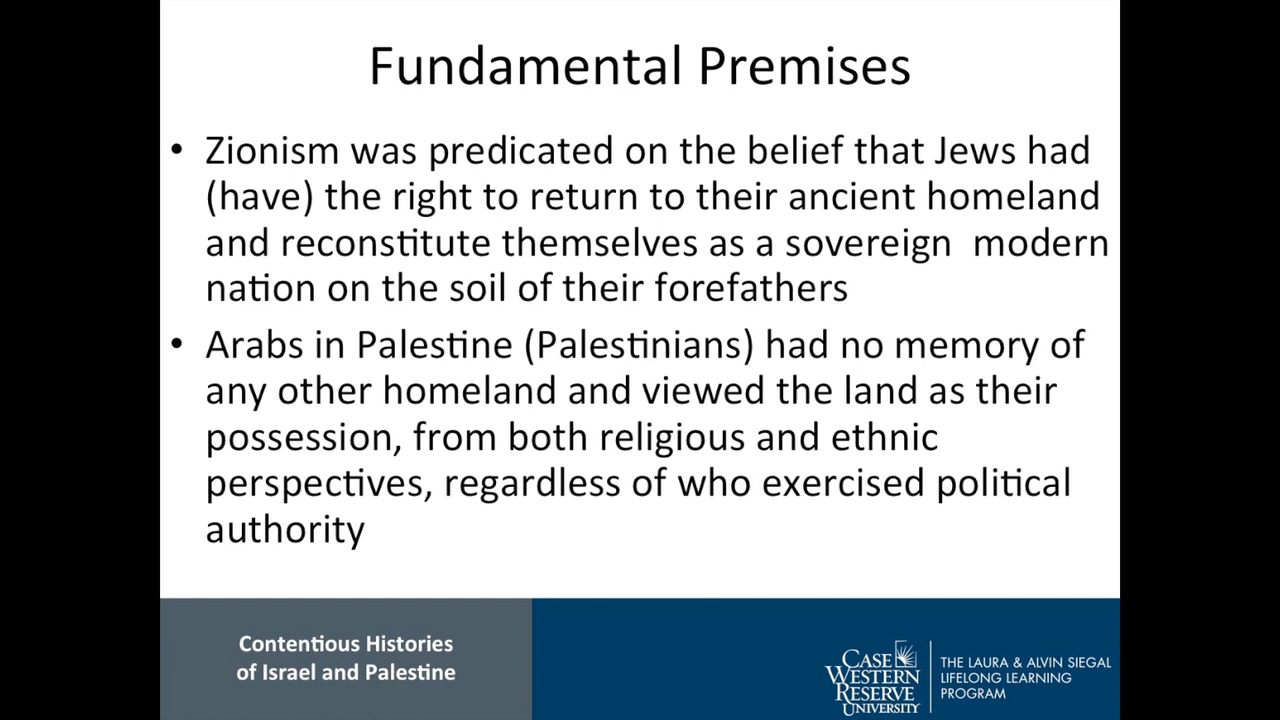 Fundamental Premises
• Zionism was predicated on the belief that Jews had
(have) the right to return to their ancient homeland
and reconstitute themselves as a sovereign  modern
nation on the soil of their forefathers
• Arabs in Palestine (Palestinians) had no memory of
any other homeland and viewed the land as their
possession, from both religious and ethnic
perspectives, regardless of who exercised political
authority
Contentious Histories
of Israel and Palestine
CASE
WESTERN
RESERVE
UNIVERSITY
THE LAURA & ALVIN SIEGAL
LIFELONG LEARNING
PROGRAM